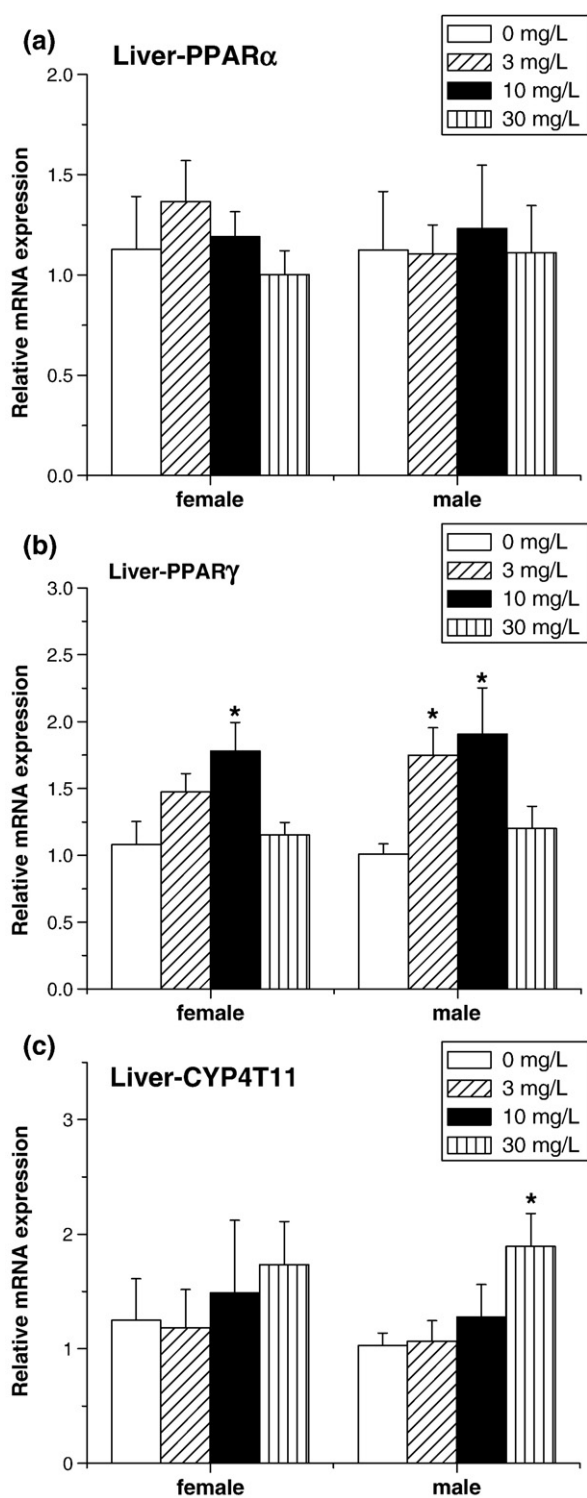 (a)
Liver-PPARα
0 mg/L
3 mg/L
10 mg/L
30 mg/L
Relative mRNA expression
2.0
1.5
1.0
0.5
0.0
female male
(b)
Liver-PPARγ
0 mg/L
3 mg/L
10 mg/L
30 mg/L
Relative mRNA expression
3.0
2.5
2.0
1.5
1.0
0.5
0.0
*
*
*
female male
(c)
Liver-CYP4T11
0 mg/L
3 mg/L
10 mg/L
30 mg/L
Relative mRNA expression
3
2
1
0
*
female male